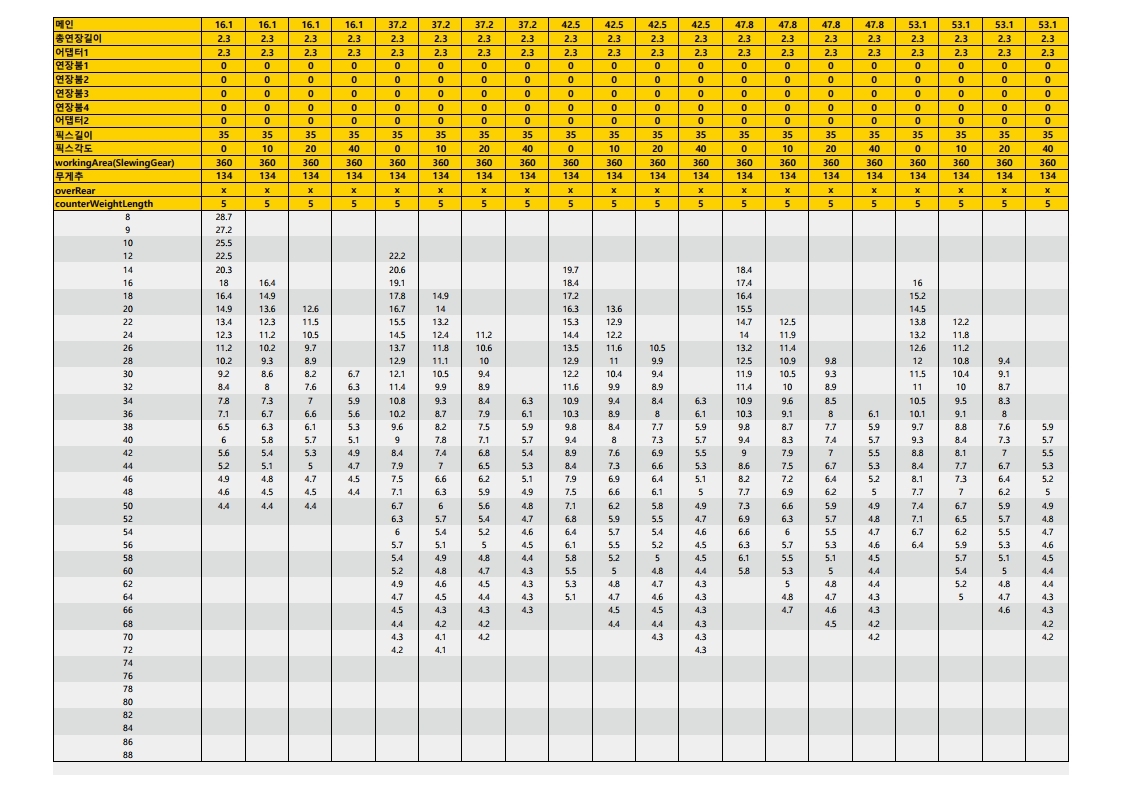 메인 16.1 16.1 16.1 16.1 37.2 37.2 37.2 37.2 42.5 42.5 42.5 42.5 47.8 47.8 47.8 47.8 53.1 53.1 53.1 53.1
총연장길이 2.3 2.3 2.3 2.3 2.3 2.3 2.3 2.3 2.3 2.3 2.3 2.3 2.3 2.3 2.3 2.3 2.3 2.3 2.3 2.3
어댑터1 2.3 2.3 2.3 2.3 2.3 2.3 2.3 2.3 2.3 2.3 2.3 2.3 2.3 2.3 2.3 2.3 2.3 2.3 2.3 2.3
연장붐1 0 0 0 0 0 0 0 0 0 0 0 0 0 0 0 0 0 0 0 0
연장붐2 0 0 0 0 0 0 0 0 0 0 0 0 0 0 0 0 0 0 0 0
연장붐3 0 0 0 0 0 0 0 0 0 0 0 0 0 0 0 0 0 0 0 0
연장붐4 0 0 0 0 0 0 0 0 0 0 0 0 0 0 0 0 0 0 0 0
어댑터2 0 0 0 0 0 0 0 0 0 0 0 0 0 0 0 0 0 0 0 0
픽스길이 35 35 35 35 35 35 35 35 35 35 35 35 35 35 35 35 35 35 35 35
픽스각도 0 10 20 40 0 10 20 40 0 10 20 40 0 10 20 40 0 10 20 40
workingArea(SlewingGear) 360 360 360 360 360 360 360 360 360 360 360 360 360 360 360 360 360 360 360 360
무게추 134 134 134 134 134 134 134 134 134 134 134 134 134 134 134 134 134 134 134 134
overRear x x x x x x x x x x x x x x x x x x x x
counterWeightLength 5 5 5 5 5 5 5 5 5 5 5 5 5 5 5 5 5 5 5 5
8 28.7
9 27.2
10 25.5
12 22.5 22.2
14 20.3 20.6 19.7 18.4
16 18 16.4 19.1 18.4 17.4 16
18 16.4 14.9 17.8 14.9 17.2 16.4 15.2
20 14.9 13.6 12.6 16.7 14 16.3 13.6 15.5 14.5
22 13.4 12.3 11.5 15.5 13.2 15.3 12.9 14.7 12.5 13.8 12.2
24 12.3 11.2 10.5 14.5 12.4 11.2 14.4 12.2 14 11.9 13.2 11.8
26 11.2 10.2 9.7 13.7 11.8 10.6 13.5 11.6 10.5 13.2 11.4 12.6 11.2
28 10.2 9.3 8.9 12.9 11.1 10 12.9 11 9.9 12.5 10.9 9.8 12 10.8 9.4
30 9.2 8.6 8.2 6.7 12.1 10.5 9.4 12.2 10.4 9.4 11.9 10.5 9.3 11.5 10.4 9.1
32 8.4 8 7.6 6.3 11.4 9.9 8.9 11.6 9.9 8.9 11.4 10 8.9 11 10 8.7
34 7.8 7.3 7 5.9 10.8 9.3 8.4 6.3 10.9 9.4 8.4 6.3 10.9 9.6 8.5 10.5 9.5 8.3
36 7.1 6.7 6.6 5.6 10.2 8.7 7.9 6.1 10.3 8.9 8 6.1 10.3 9.1 8 6.1 10.1 9.1 8
38 6.5 6.3 6.1 5.3 9.6 8.2 7.5 5.9 9.8 8.4 7.7 5.9 9.8 8.7 7.7 5.9 9.7 8.8 7.6 5.9
40 6 5.8 5.7 5.1 9 7.8 7.1 5.7 9.4 8 7.3 5.7 9.4 8.3 7.4 5.7 9.3 8.4 7.3 5.7
42 5.6 5.4 5.3 4.9 8.4 7.4 6.8 5.4 8.9 7.6 6.9 5.5 9 7.9 7 5.5 8.8 8.1 7 5.5
44 5.2 5.1 5 4.7 7.9 7 6.5 5.3 8.4 7.3 6.6 5.3 8.6 7.5 6.7 5.3 8.4 7.7 6.7 5.3
46 4.9 4.8 4.7 4.5 7.5 6.6 6.2 5.1 7.9 6.9 6.4 5.1 8.2 7.2 6.4 5.2 8.1 7.3 6.4 5.2
48 4.6 4.5 4.5 4.4 7.1 6.3 5.9 4.9 7.5 6.6 6.1 5 7.7 6.9 6.2 5 7.7 7 6.2 5
50 4.4 4.4 4.4 6.7 6 5.6 4.8 7.1 6.2 5.8 4.9 7.3 6.6 5.9 4.9 7.4 6.7 5.9 4.9
52 6.3 5.7 5.4 4.7 6.8 5.9 5.5 4.7 6.9 6.3 5.7 4.8 7.1 6.5 5.7 4.8
54 6 5.4 5.2 4.6 6.4 5.7 5.4 4.6 6.6 6 5.5 4.7 6.7 6.2 5.5 4.7
56 5.7 5.1 5 4.5 6.1 5.5 5.2 4.5 6.3 5.7 5.3 4.6 6.4 5.9 5.3 4.6
58 5.4 4.9 4.8 4.4 5.8 5.2 5 4.5 6.1 5.5 5.1 4.5 5.7 5.1 4.5
60 5.2 4.8 4.7 4.3 5.5 5 4.8 4.4 5.8 5.3 5 4.4 5.4 5 4.4
62 4.9 4.6 4.5 4.3 5.3 4.8 4.7 4.3 5 4.8 4.4 5.2 4.8 4.4
64 4.7 4.5 4.4 4.3 5.1 4.7 4.6 4.3 4.8 4.7 4.3 5 4.7 4.3
66 4.5 4.3 4.3 4.3 4.5 4.5 4.3 4.7 4.6 4.3 4.6 4.3
68 4.4 4.2 4.2 4.4 4.4 4.3 4.5 4.2 4.2
70 4.3 4.1 4.2 4.3 4.3 4.2 4.2
72 4.2 4.1 4.3
74
76
78
80
82
84
86
88